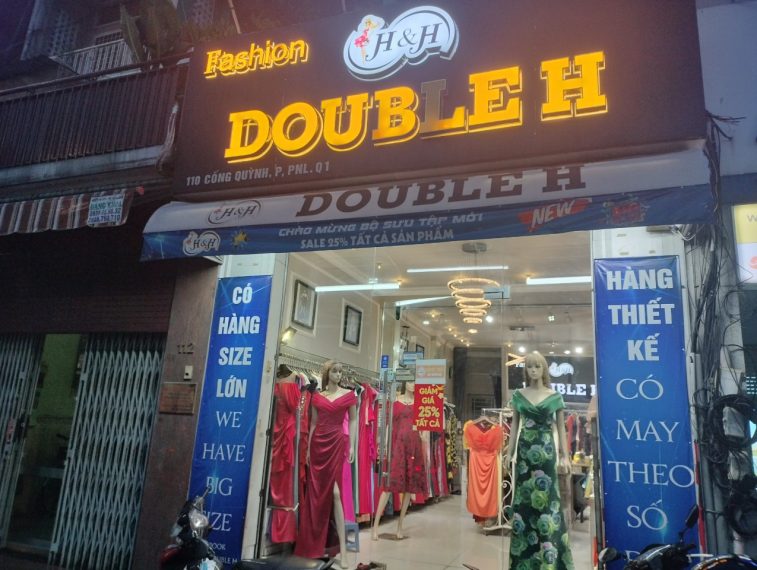 Fashion
H&H
DOUBLE H
110 CỐNG QUỲNH, P, PNL. Q1
H&H
DOUBLE H
H&H
CHÀO MỪNG BỘ SƯU TẬP MỚI
NEW
SALE 25% TẤT CẢ SẢN PHẨM
112
CÓ
HÀNG
SIZE
LỚN
WE
HAVE
BIG
SIZE
GIẢM
GIÁ
25%
TẤT CẢ
H&H
HÀNG
THIẾT
KẾ
CÓ
MAY
THEO
SỐ